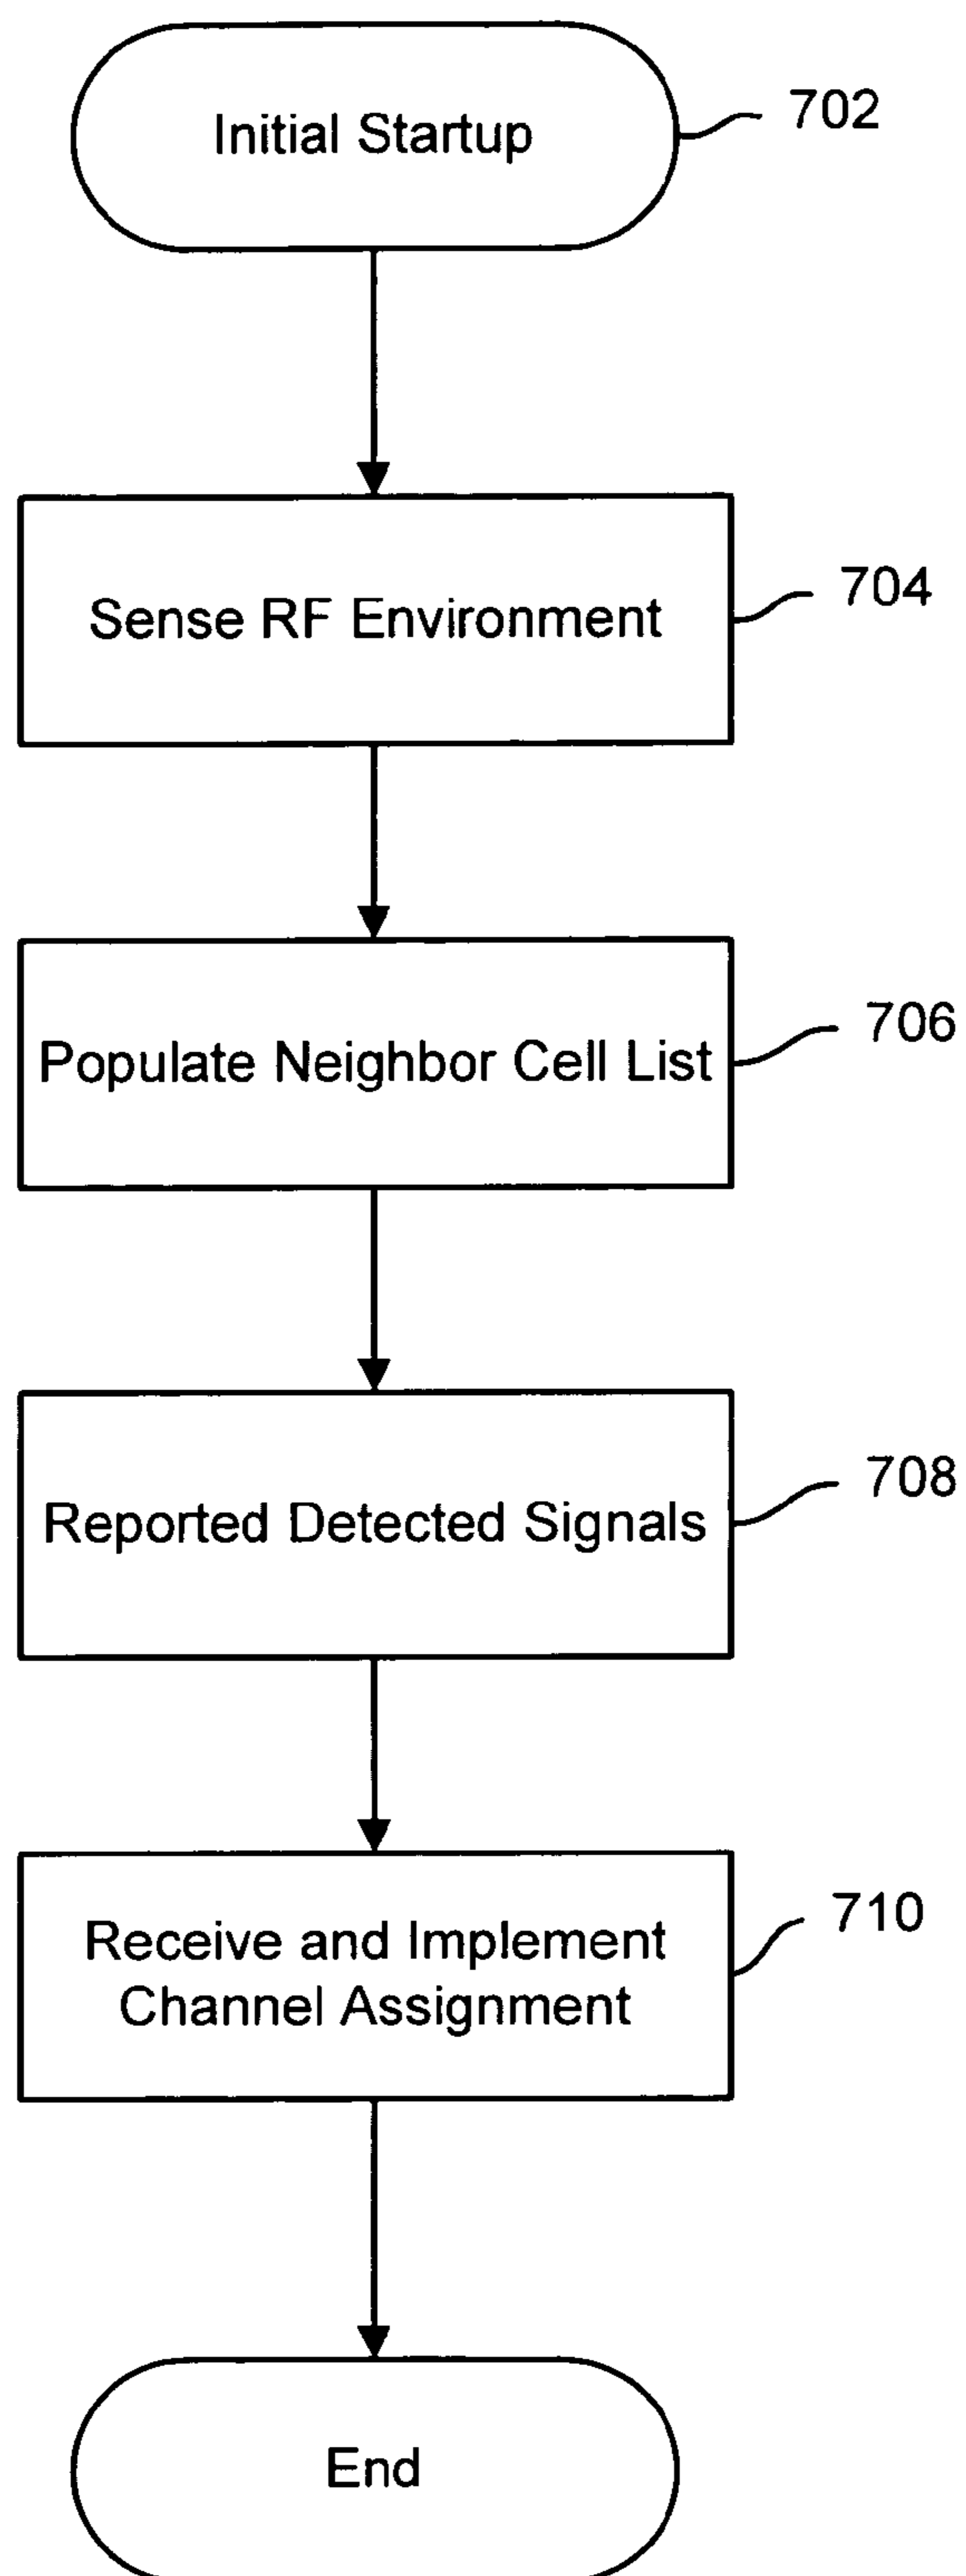 Initial Startup
702
Sense RF Environment
704
Populate Neighbor Cell List
706
Reported Detected Signals
708
Receive and Implement
Channel Assignment
710
End